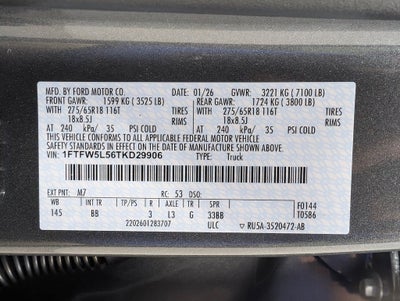 MFD. BY FORD MOTOR CO. 01/26 GVWR: 3221 KG ( 7100 LB)
FRONT GAWR: 1599 KG ( 3525 LB) REAR GAWR: 1724 KG ( 3800 LB)
275/65R18 116T TIRES 275/65R18 116T TIRES
18x8.5J RIMS 18x8.5J RIMS
AT 240 kPa/ 35 PSI COLD AT 240 kPa/ 35 PSI COLD
THIS VEHICLE CONFORMS TO ALL APPLICABLE FEDERAL MOTOR VEHICLE
SAFETY STANDARDS IN EFFECT ON THE DATE OF MANUFACTURE SHOWN ABOVE.
VIN: 1FTFW5L56TKD29906 TYPE: Truck
EXT PNT: M7 RC: 53 DSO:
WB INT TR TP/PS R AXLE TR SPR F0144
145 BB 3 L3 G 33BB T0586
2202601283707 ULC ▽ RU5A-3520472-AB